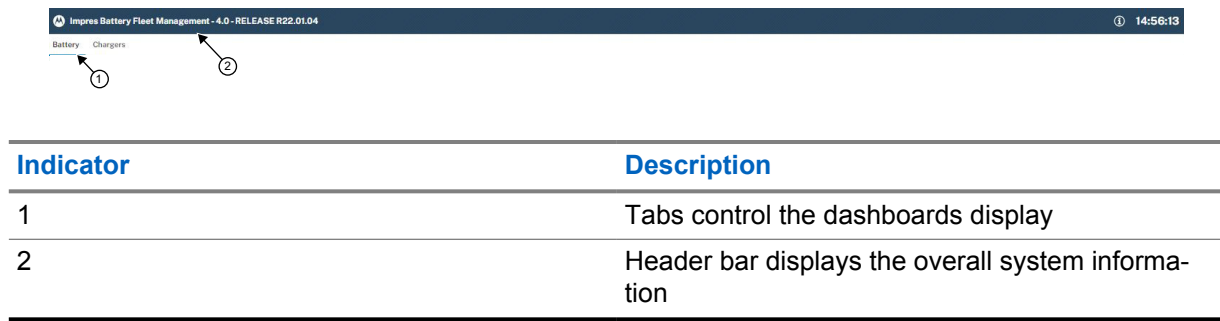 Impres Battery Fleet Management - 4.0 - RELEASE R22.01.04 14:56:13
Battery Chargers
1
2
Indicator Description
1 Tabs control the dashboards display
2 Header bar displays the overall system informa-
tion